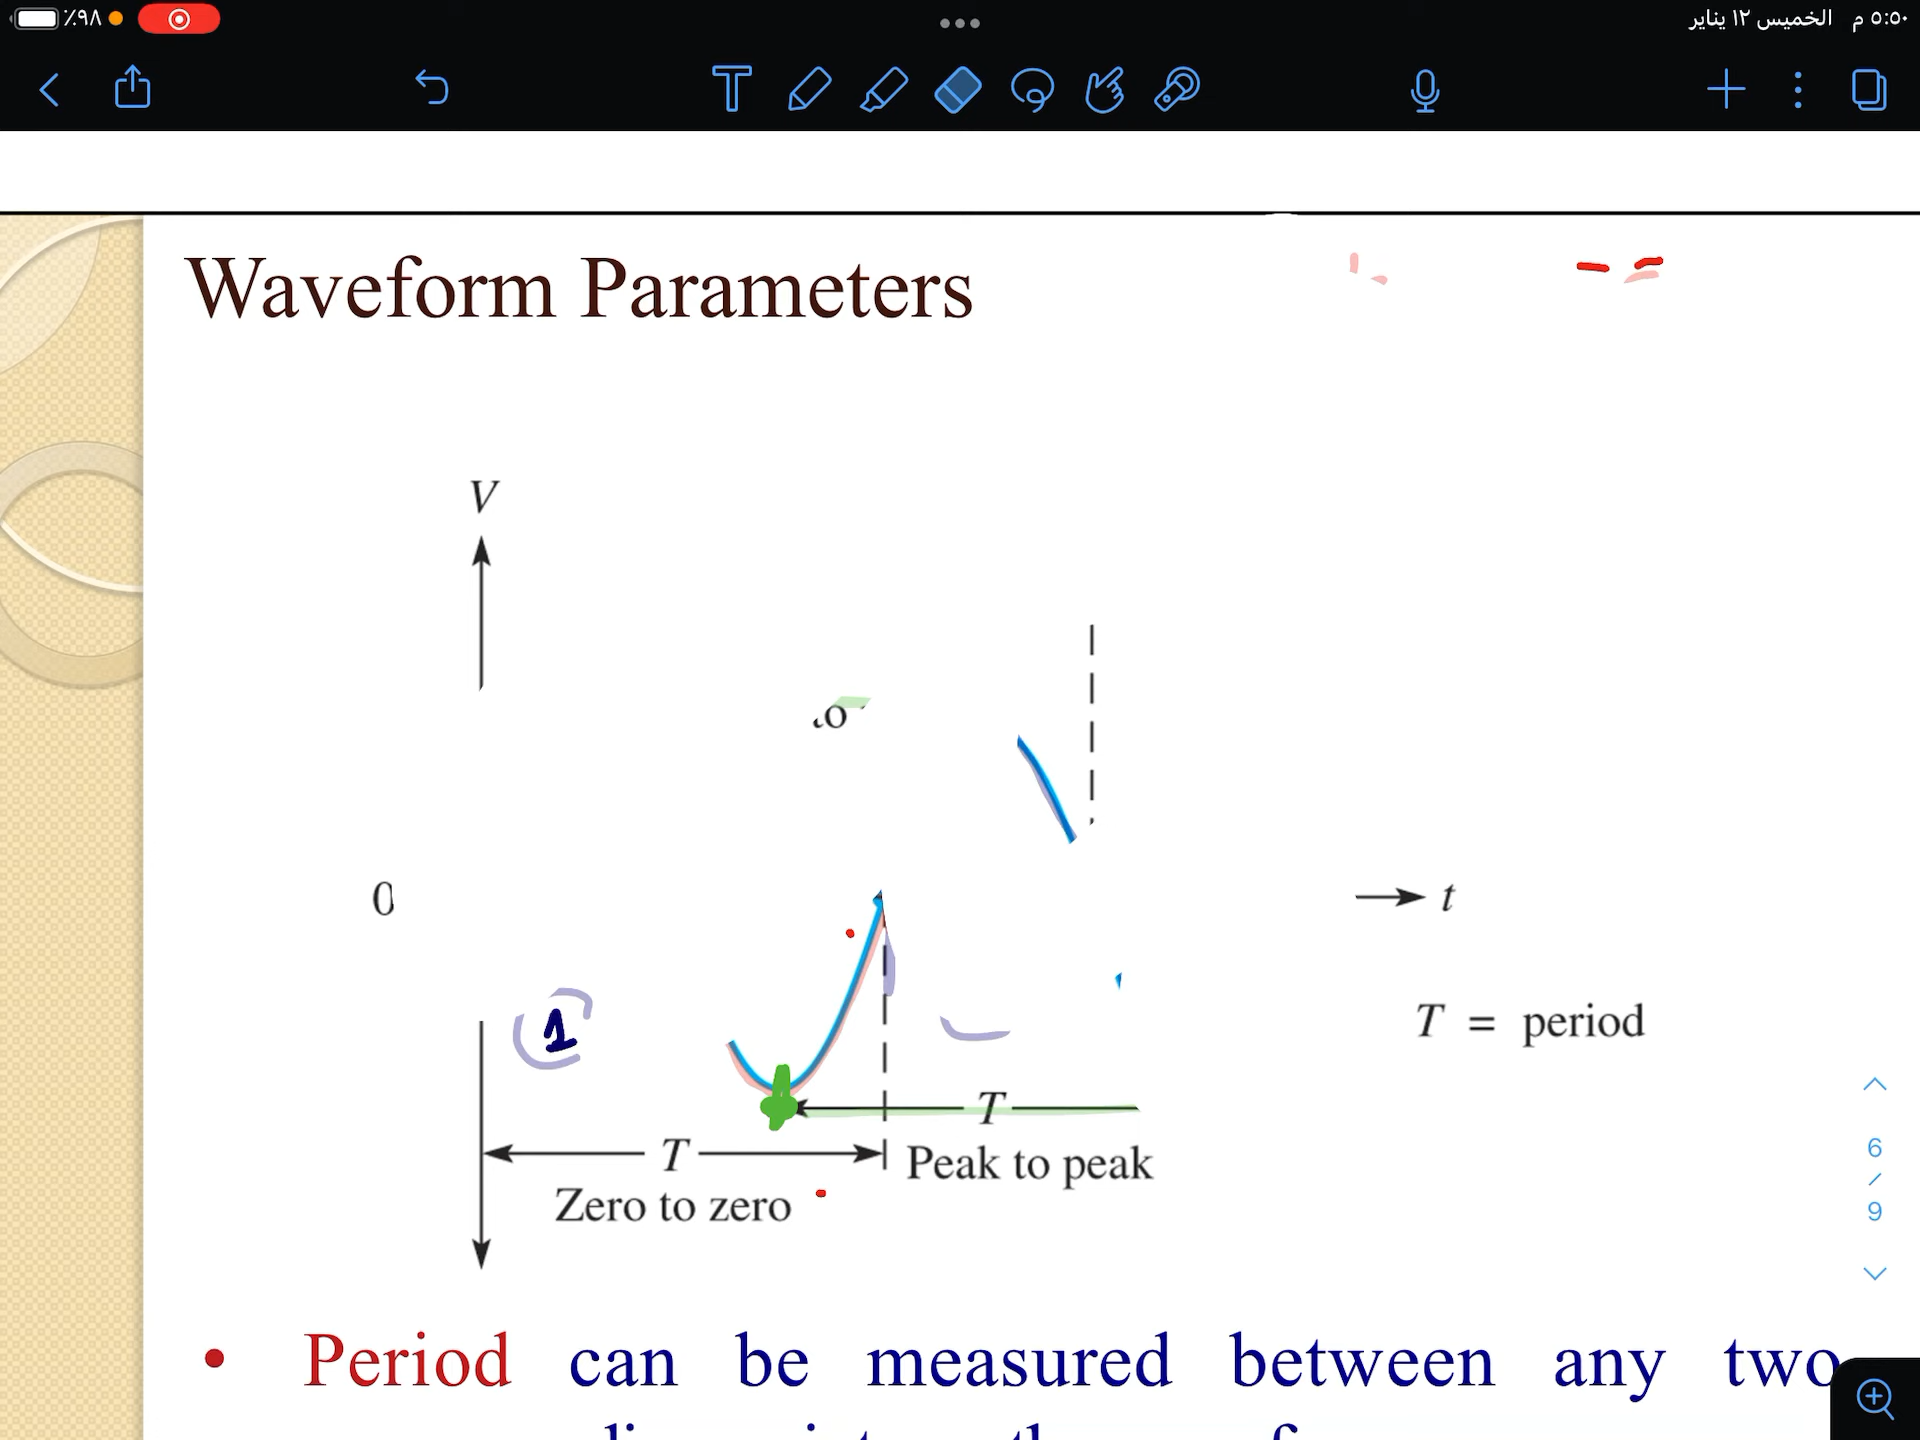 ٪٩٨
٥:٥٠ م الخميس ١٢ يناير
Waveform Parameters
V
0
t
1
T = period
T
T
Peak to peak
Zero to zero
6
/
9
• Period can be measured between any two